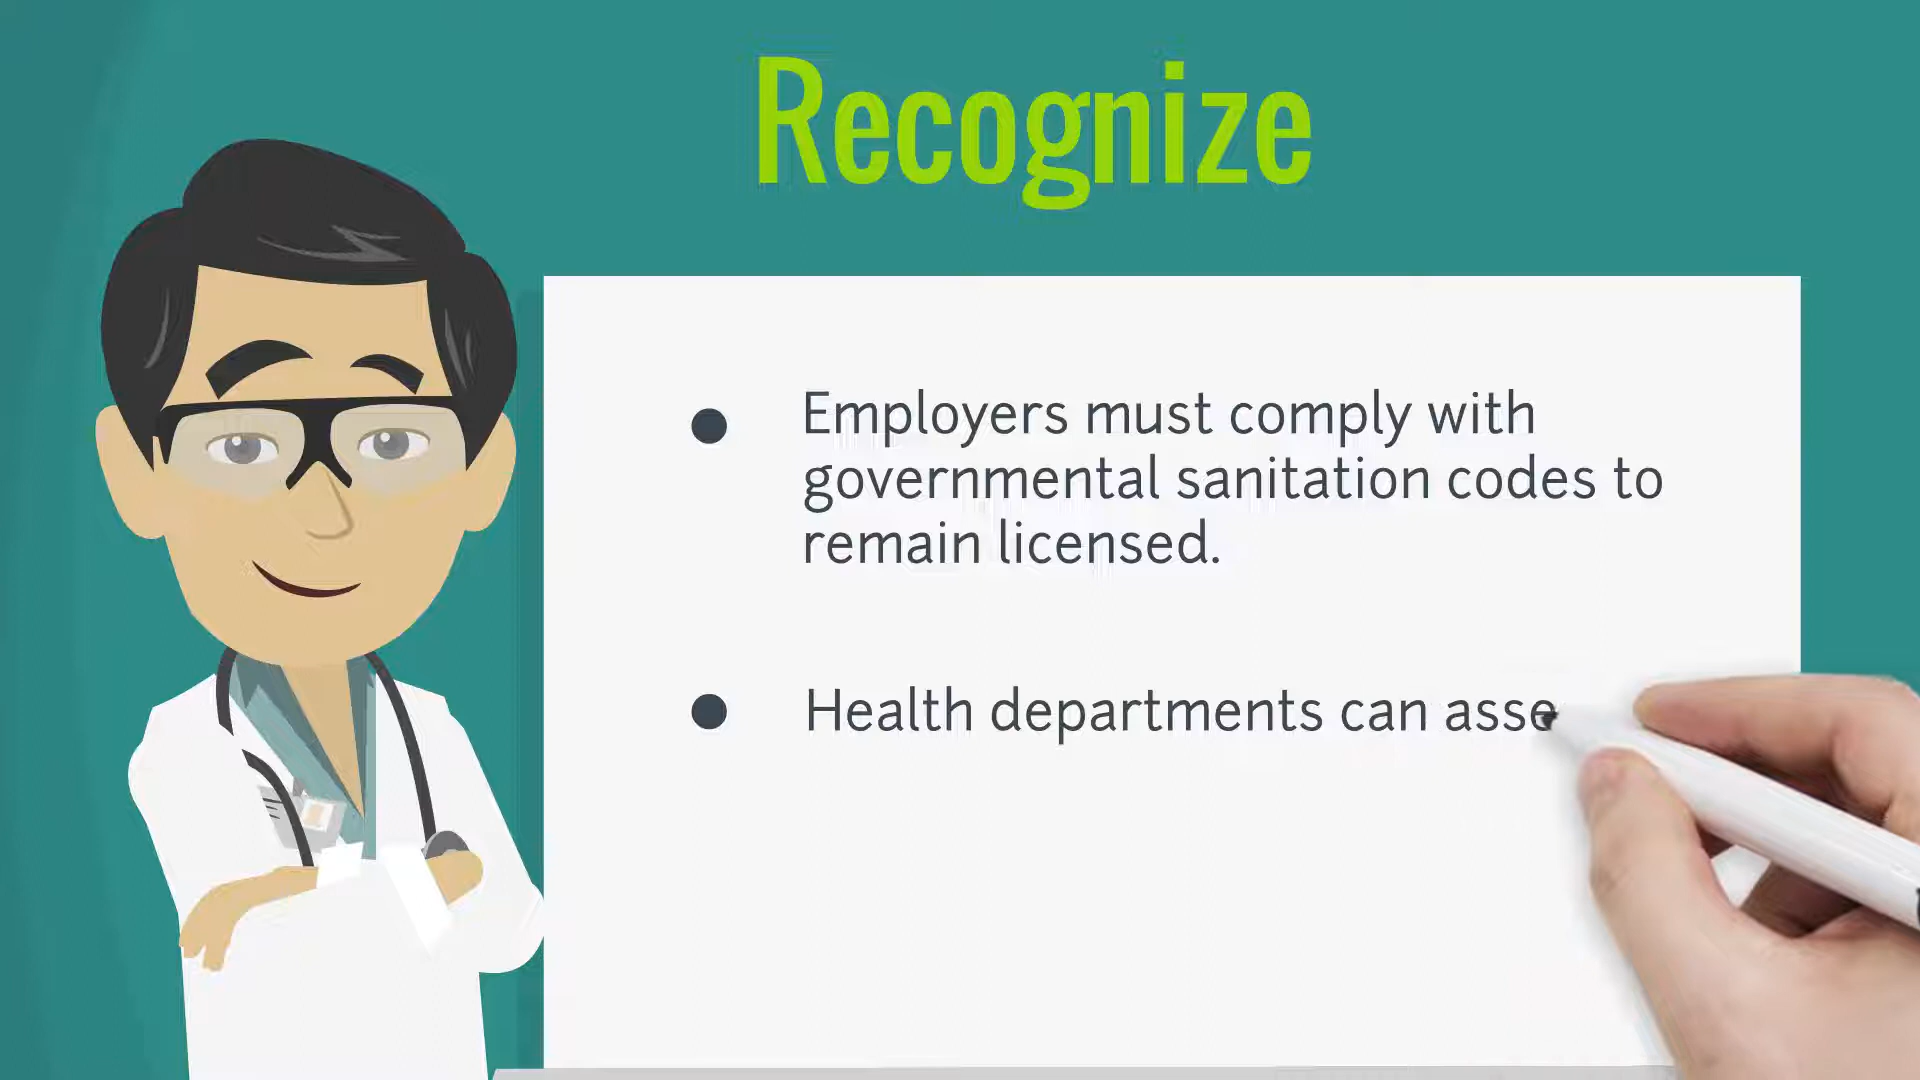 Recognize
Employers must comply with
governmental sanitation codes to
remain licensed.
Health departments can asse